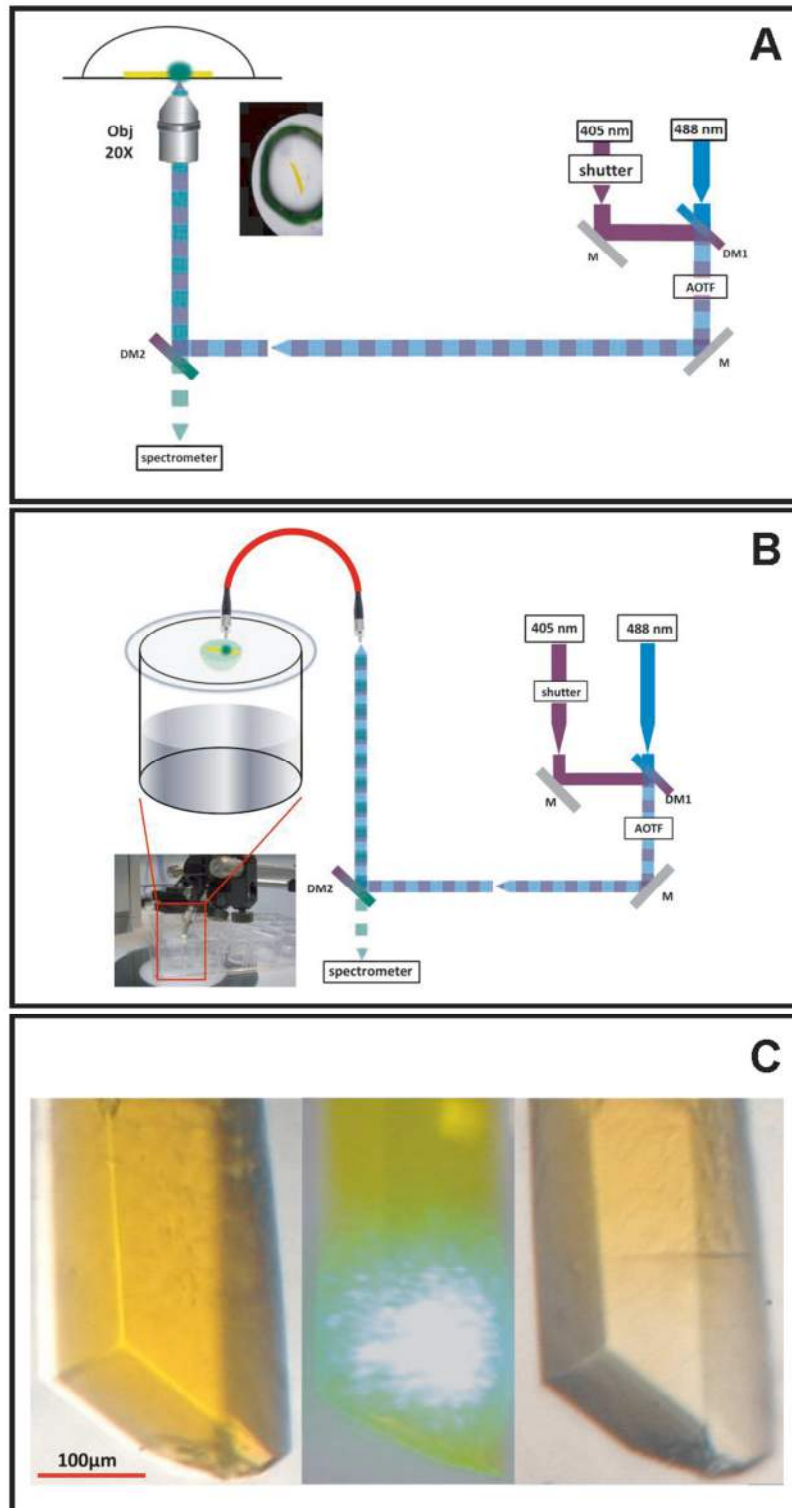 A
Obj
20X
405 nm
488 nm
shutter
M
DM1
AOTF
DM2
M
spectrometer
B
405 nm
488 nm
shutter
M
DM1
AOTF
DM2
M
spectrometer
C
100μm